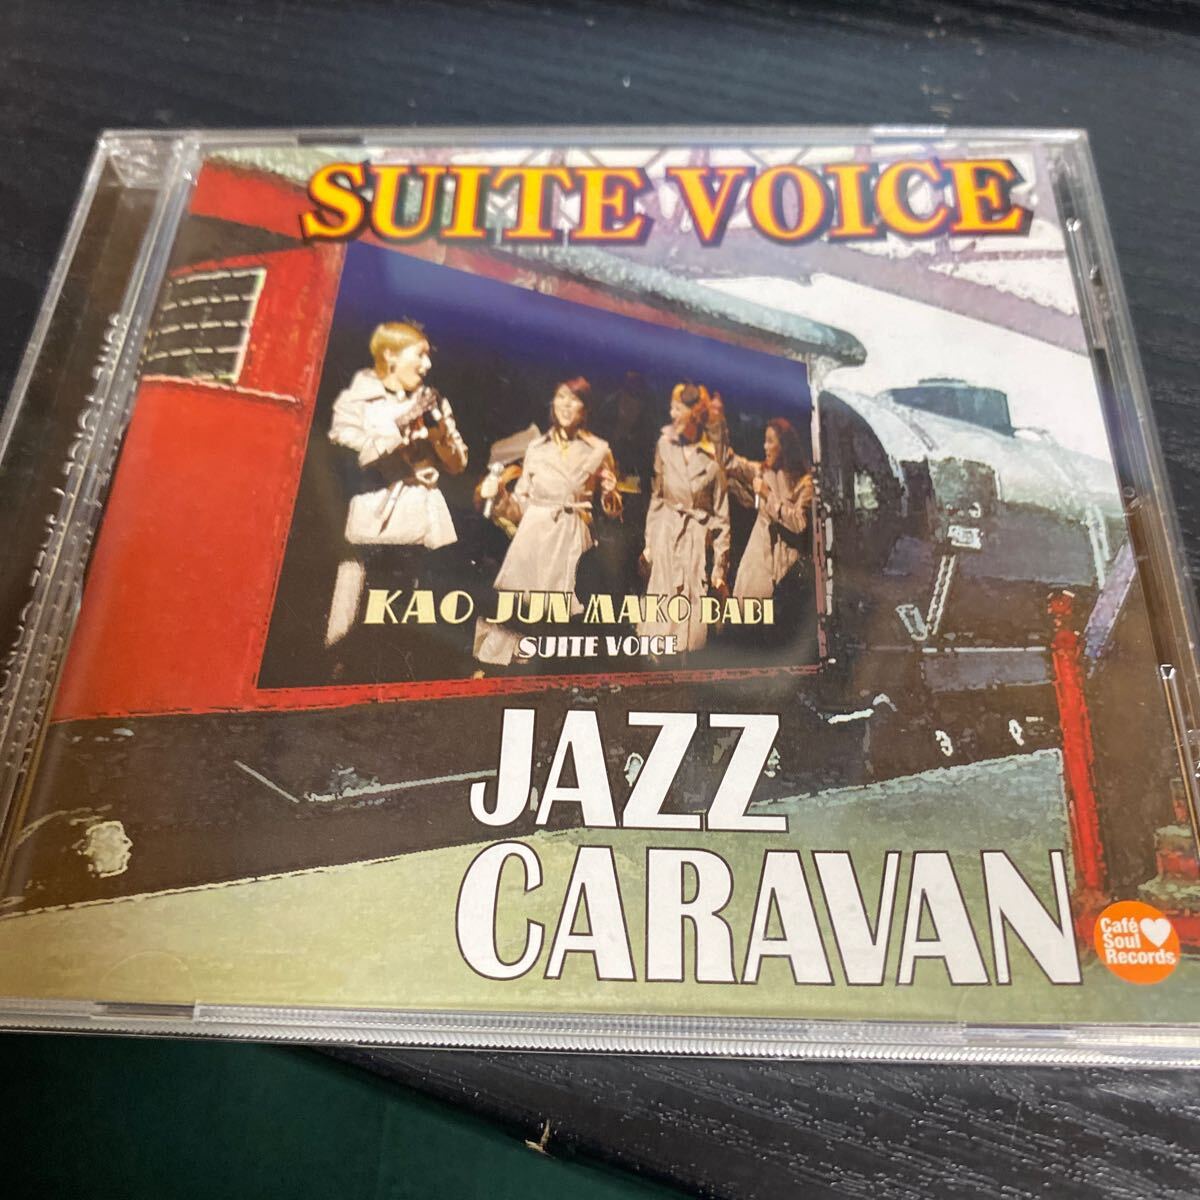 SUITE VOICE
KAO JUN MAKO BABI
SUITE VOICE
JAZZ
CARAVAN
Café
Soul
Records